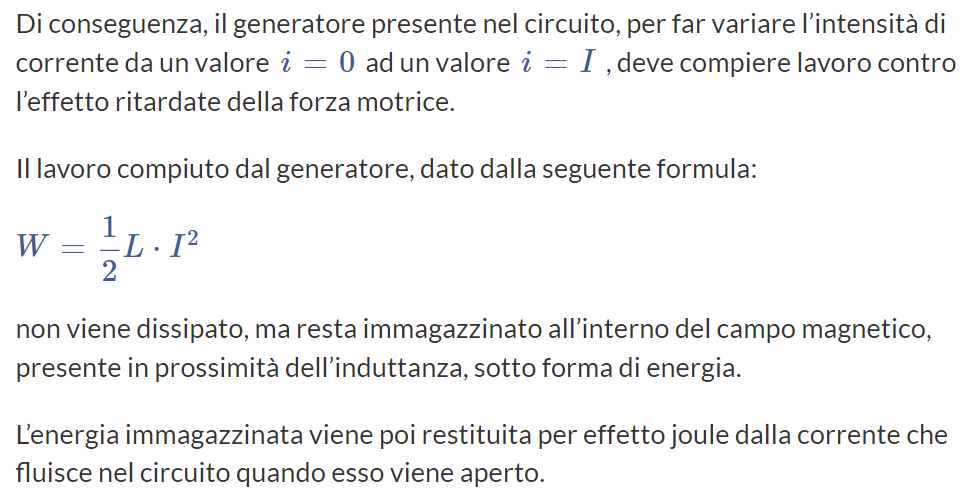 Di conseguenza, il generatore presente nel circuito, per far variare l’intensità di
corrente da un valore i = 0 ad un valore i = I , deve compiere lavoro contro
l’effetto ritardate della forza motrice.
Il lavoro compiuto dal generatore, dato dalla seguente formula:
W = \frac{1}{2} L · I²
non viene dissipato, ma resta immagazzinato all’interno del campo magnetico,
presente in prossimità dell’induttanza, sotto forma di energia.
L’energia immagazzinata viene poi restituita per effetto joule dalla corrente che
fluisce nel circuito quando esso viene aperto.